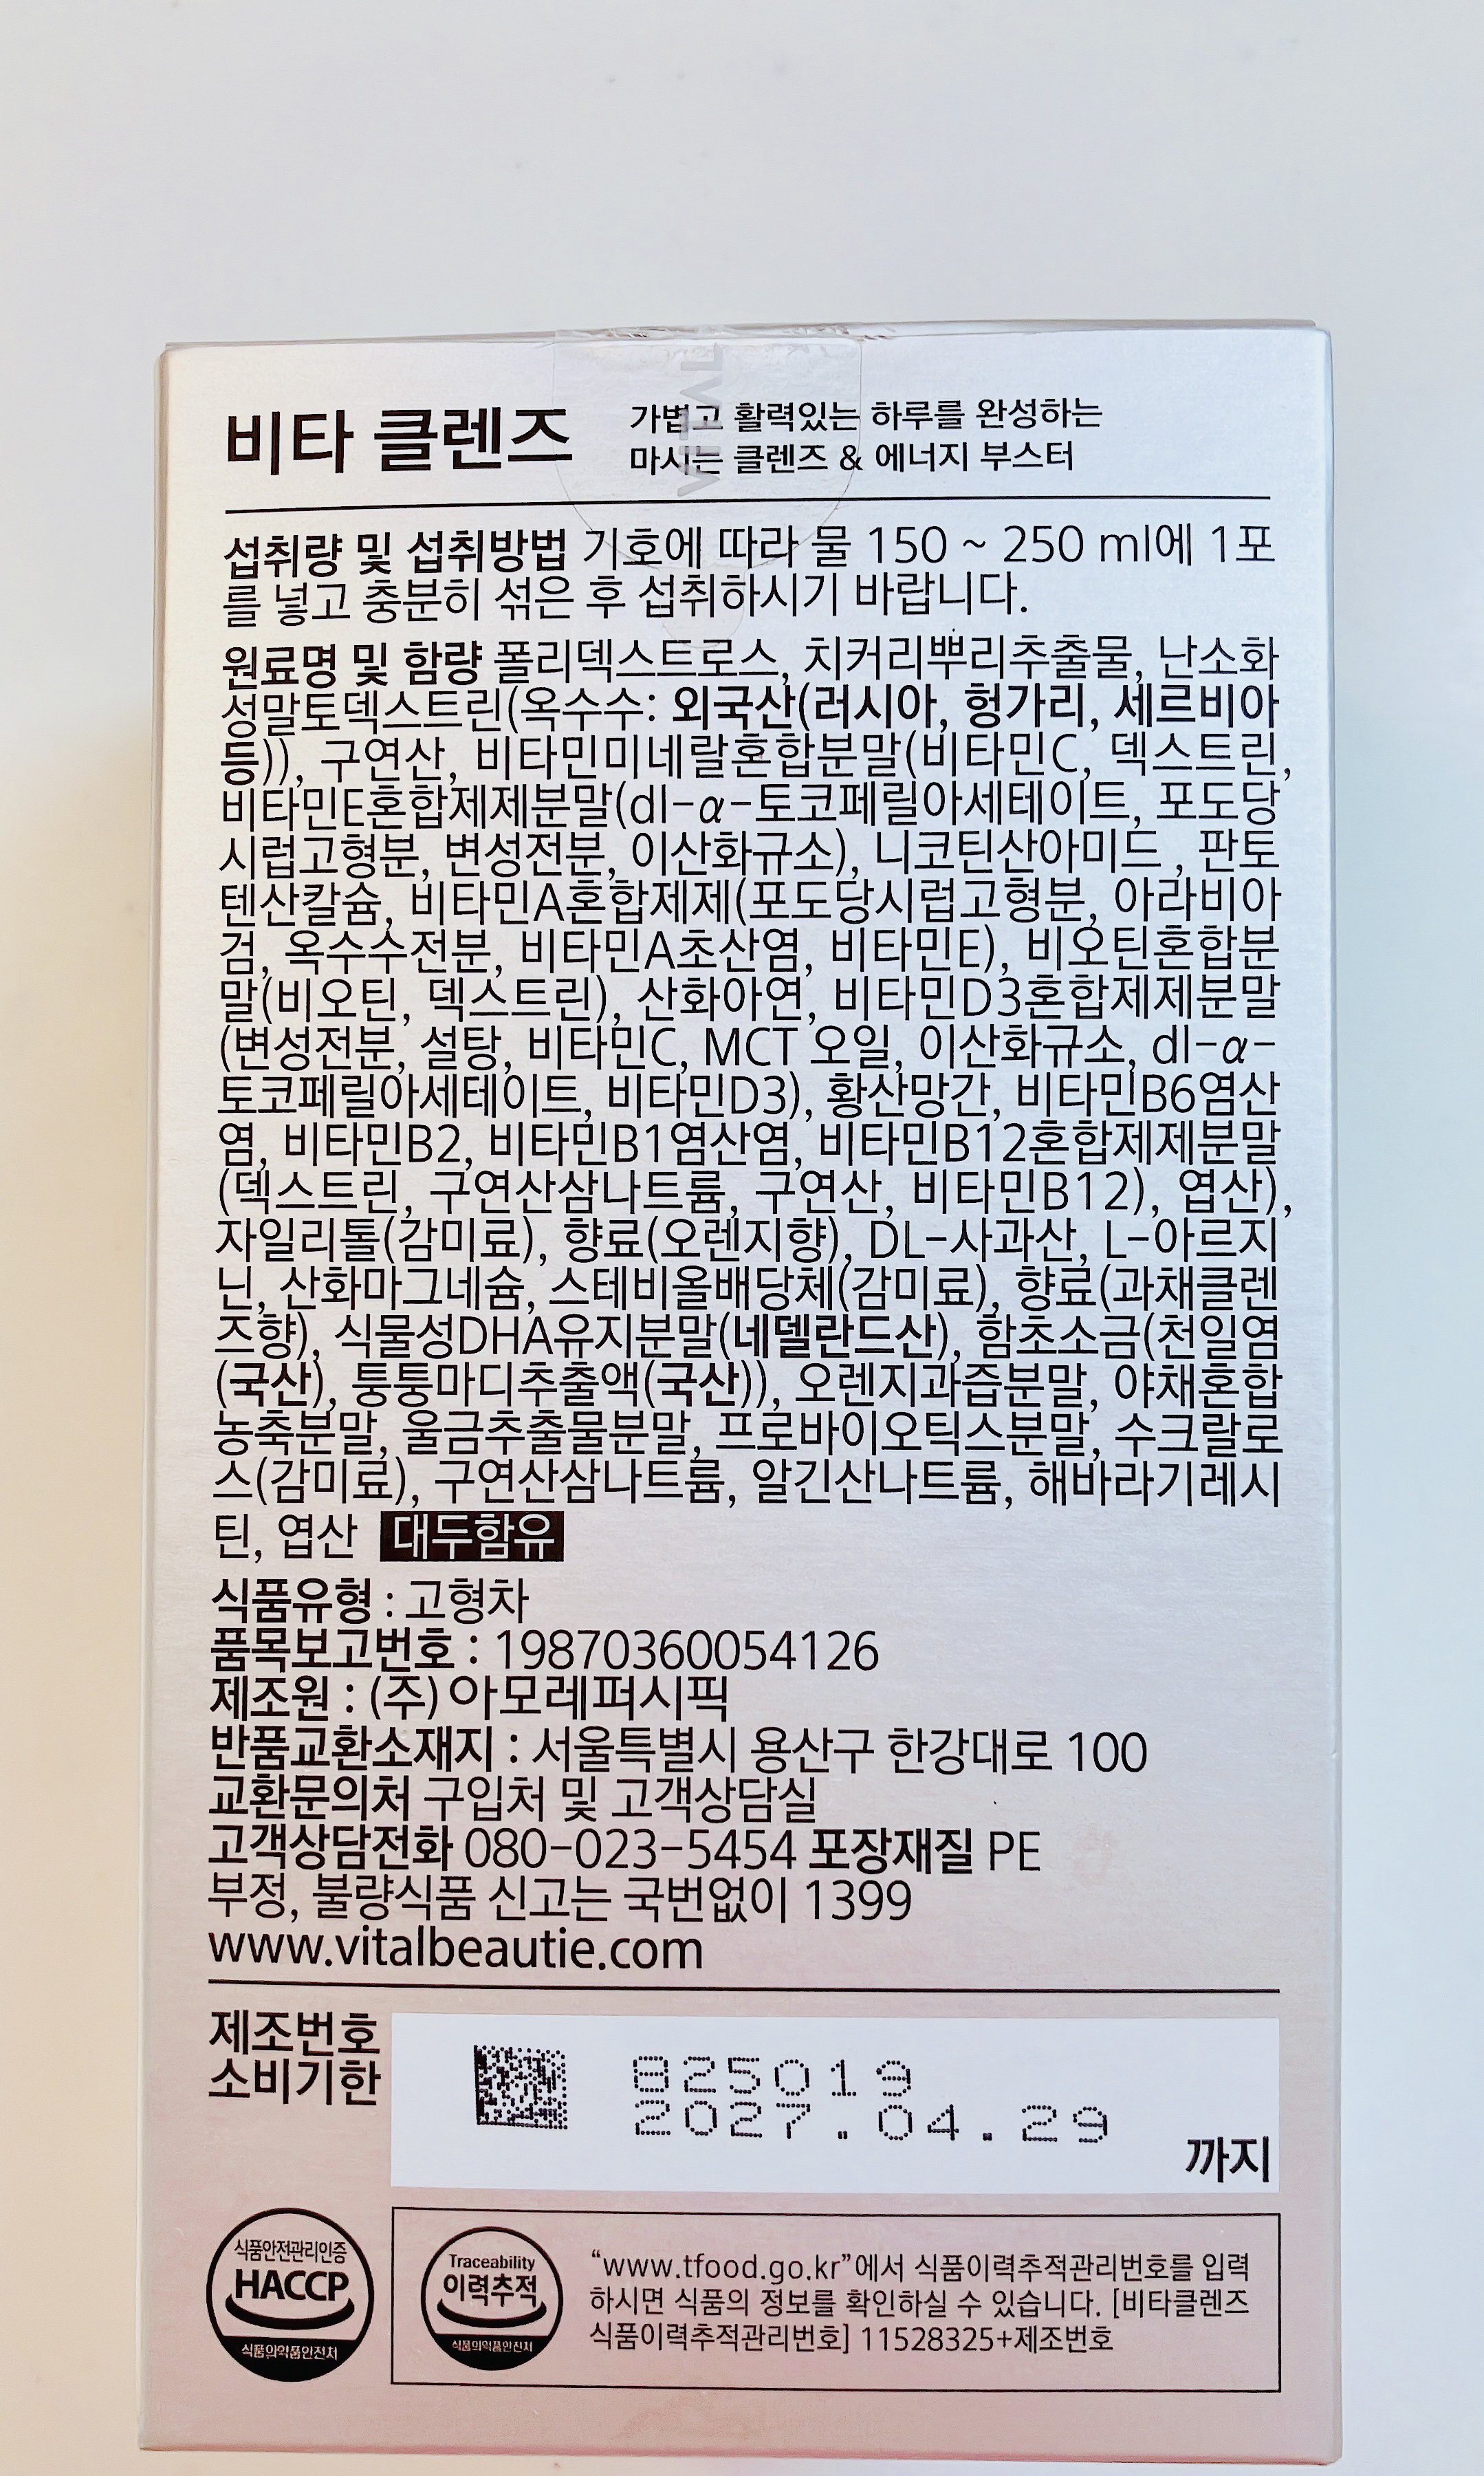 비타 클렌즈
가볍고 활력있는 하루를 완성하는
마시는 클렌즈 & 에너지 부스터
섭취량 및 섭취방법 기호에 따라 물 150 ~ 250 ml에 1포
를 넣고 충분히 섞은 후 섭취하시기 바랍니다.
원료명 및 함량 폴리덱스트로스, 치커리뿌리추출물, 난소화
성말토덱스트린(옥수수: 외국산(러시아, 헝가리, 세르비아
등)), 구연산, 비타민미네랄혼합분말(비타민C, 덱스트린,
비타민E혼합제제분말(dl-α-토코페릴아세테이트, 포도당
시럽고형분, 변성전분, 이산화규소), 니코틴산아미드, 판토
텐산칼슘, 비타민A혼합제제(포도당시럽고형분, 아라비아
검, 옥수수전분, 비타민A초산염, 비타민E), 비오틴혼합분
말(비오틴, 덱스트린), 산화아연, 비타민D3혼합제제분말
(변성전분, 설탕, 비타민C, MCT 오일, 이산화규소, dl-α-
토코페릴아세테이트, 비타민D3), 황산망간, 비타민B6염산
염, 비타민B2, 비타민B1염산염, 비타민B12혼합제제분말
(덱스트린, 구연산삼나트륨, 구연산, 비타민B12), 엽산),
자일리톨(감미료), 향료(오렌지향), DL-사과산, L-아르지
닌, 산화마그네슘, 스테비올배당체(감미료), 향료(과채클렌
즈향), 식물성DHA유지분말(네델란드산), 함초소금(천일염
(국산), 퉁퉁마디추출액(국산)), 오렌지과즙분말, 야채혼합
농축분말, 울금추출물분말, 프로바이오틱스분말, 수크랄로
스(감미료), 구연산삼나트륨, 알긴산나트륨, 해바라기레시
틴, 엽산 대두함유
식품유형 : 고형차
품목보고번호 : 19870360054126
제조원 : (주)아모레퍼시픽
반품교환소재지 : 서울특별시 용산구 한강대로 100
교환문의처 구입처 및 고객상담실
고객상담전화 080-023-5454 포장재질 PE
부정, 불량식품 신고는 국번없이 1399
www.vitalbeautie.com
제조번호 825019
소비기한 2027.04.29
까지
식품안전관리인증
HACCP
식품의약품안전처
Traceability
이력추적
식품의약품안전처
“www.tfood.go.kr”에서 식품이력추적관리번호를 입력
하시면 식품의 정보를 확인하실 수 있습니다. [비타클렌즈
식품이력추적관리번호] 11528325+제조번호